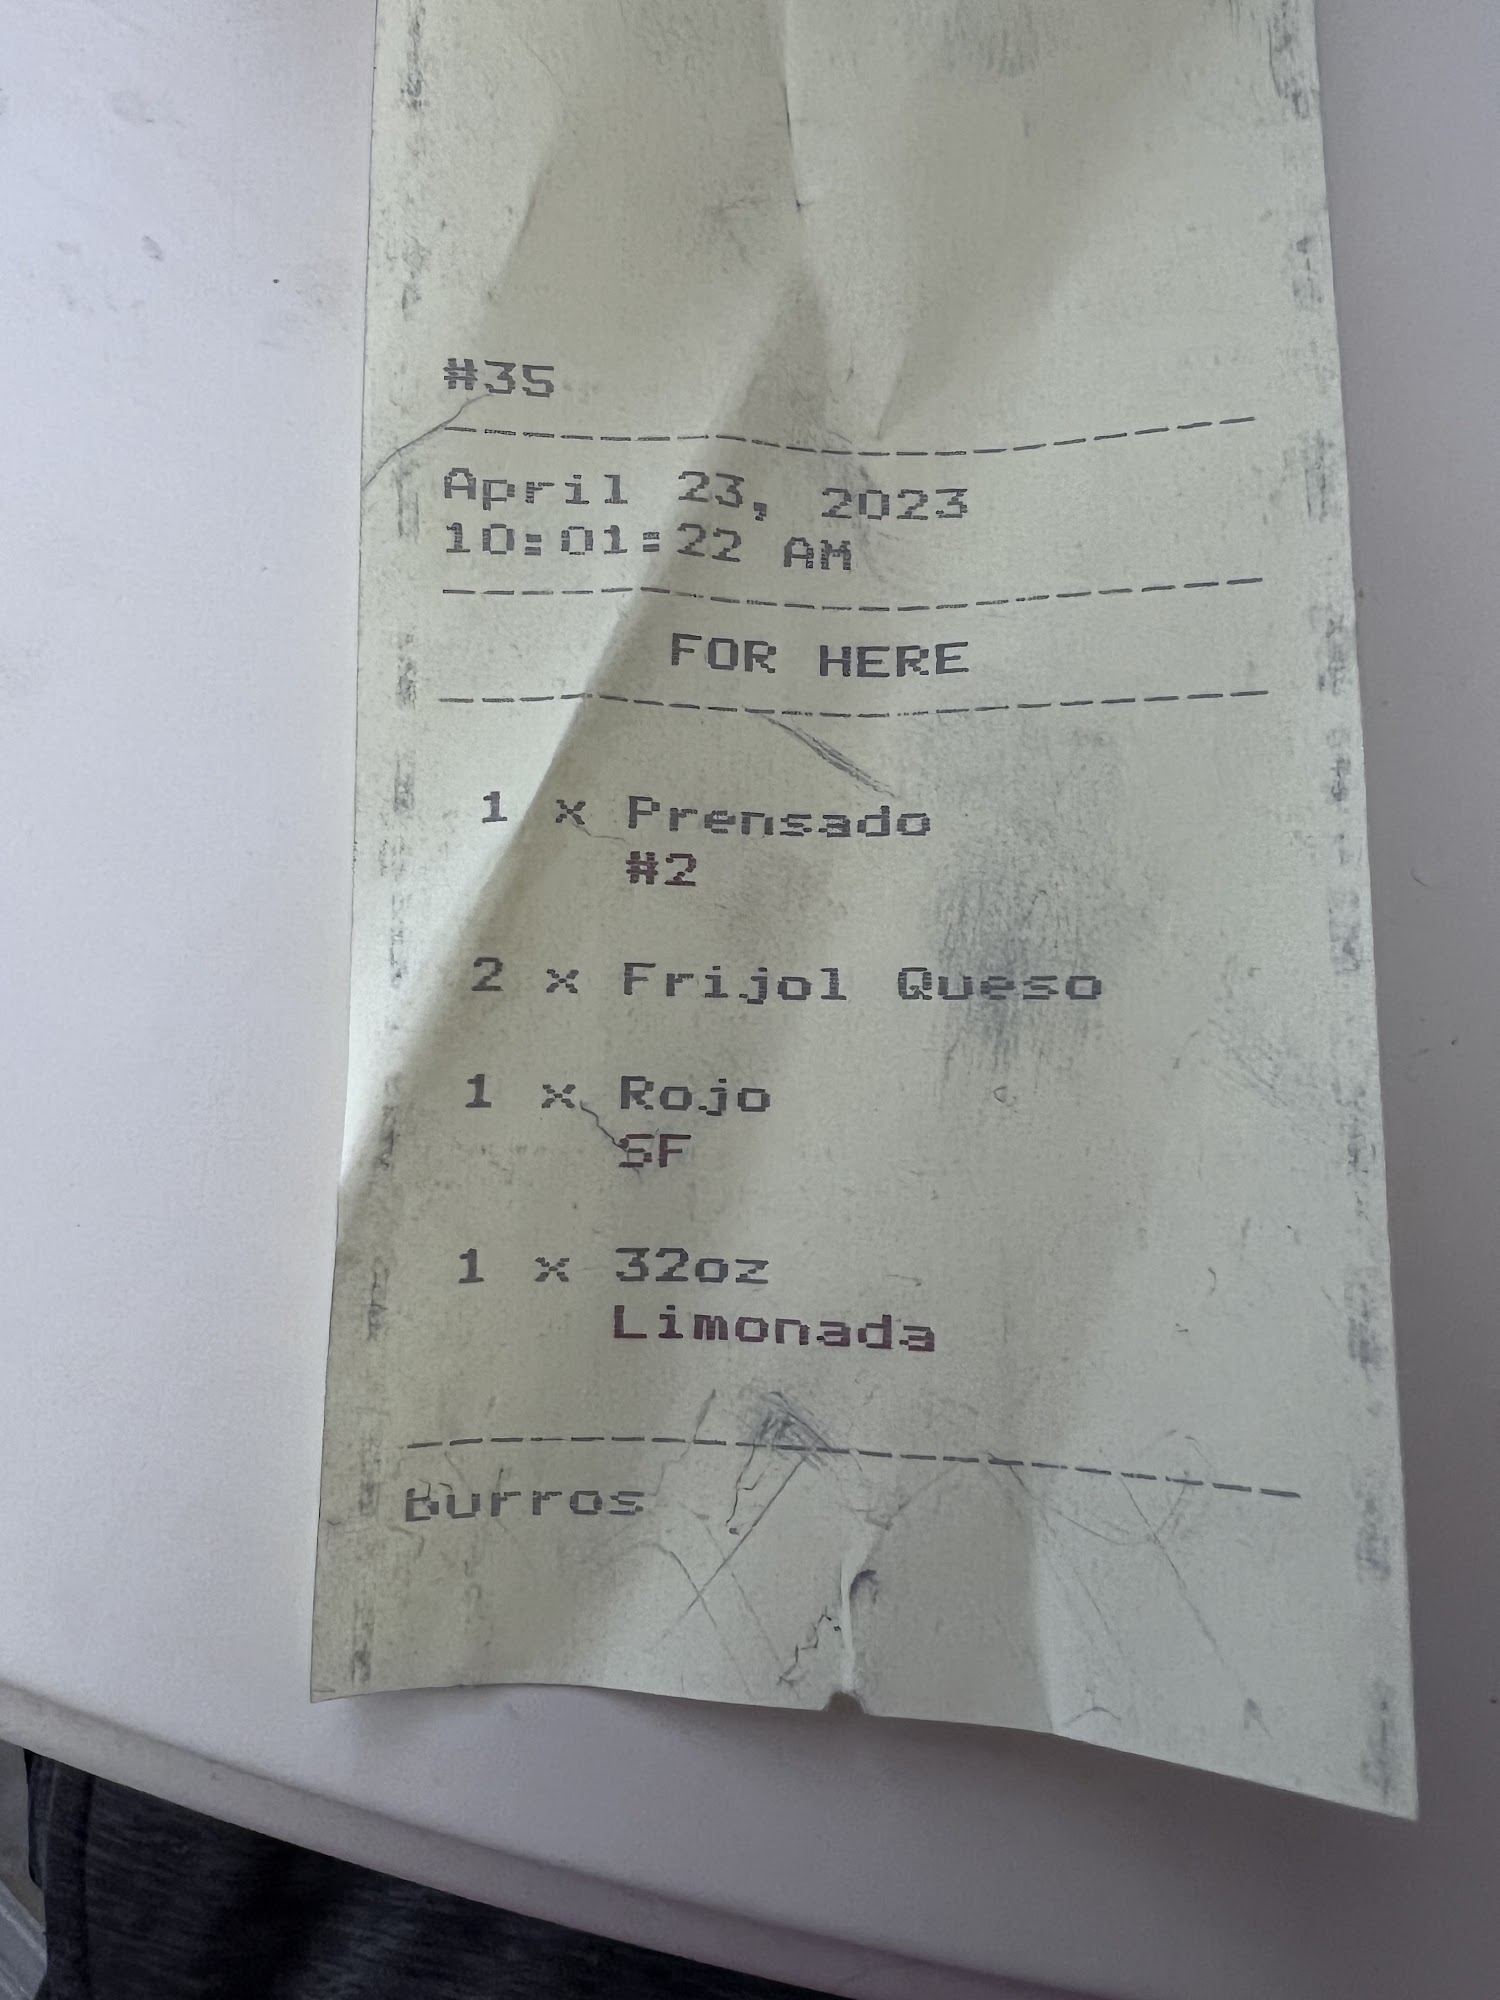 #35
April 23, 2023
10:01:22 AM
FOR HERE
1 x Prensado
#2
2 x Frijol Queso
1 x Rojo
SF
1 x 32oz
Limonada
Burros